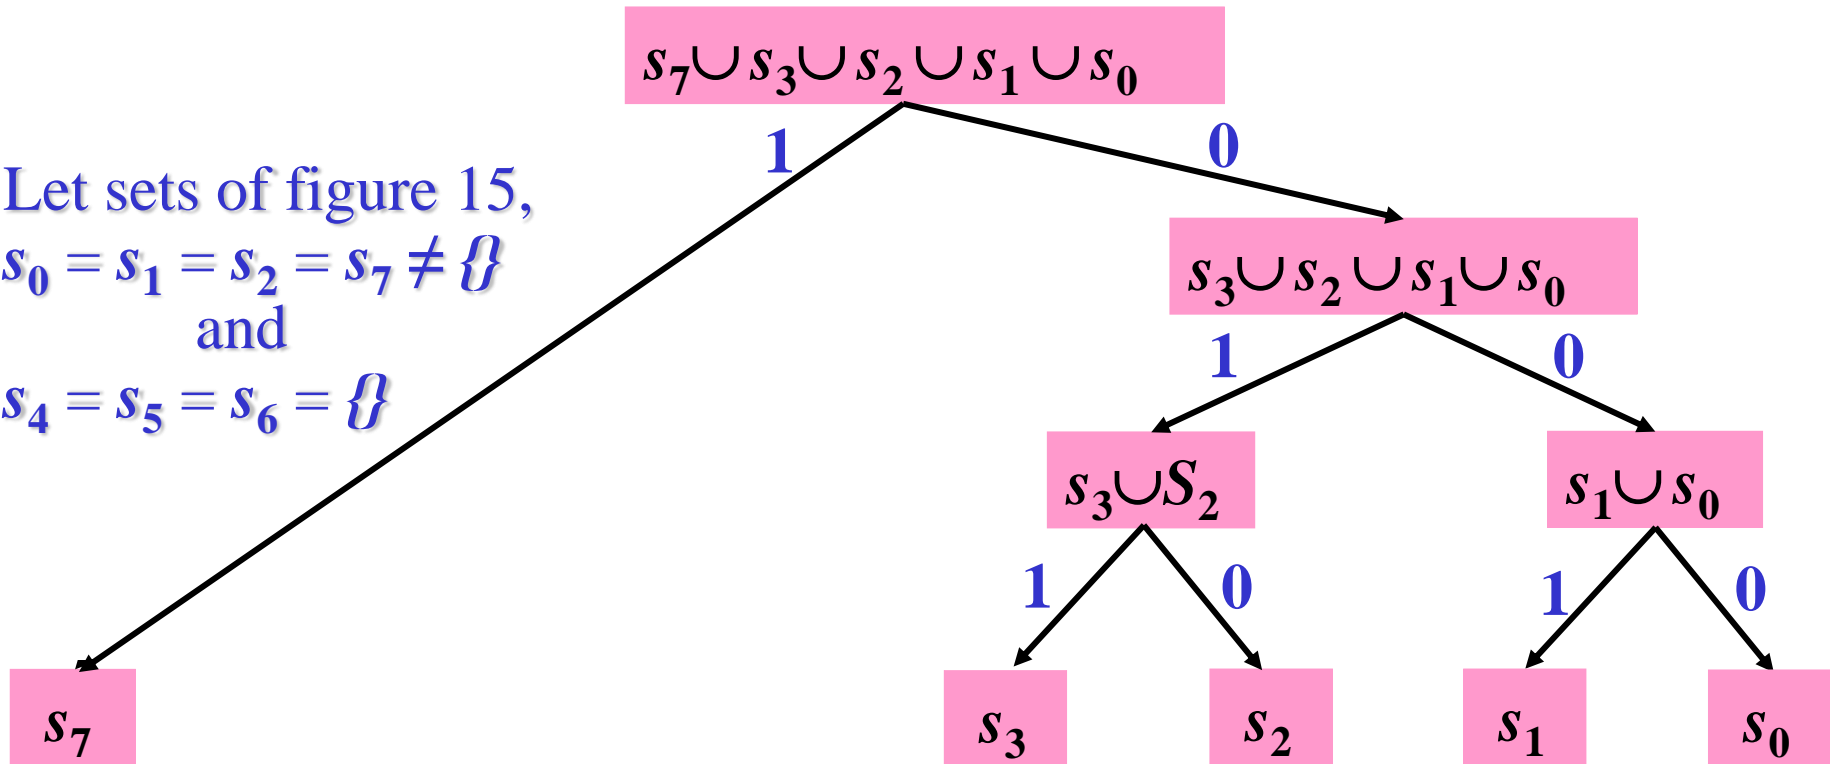 s₇∪s₃∪s₂∪s₁∪s₀
1
0
Let sets of figure 15,
s₀ = s₁ = s₂ = s₇ ≠ {}
and
s₄ = s₅ = s₆ = {}
s₃∪s₂∪s₁∪s₀
1
0
s₃∪S₂
s₁∪s₀
1
0
1
0
s₇
s₃
s₂
s₁
s₀